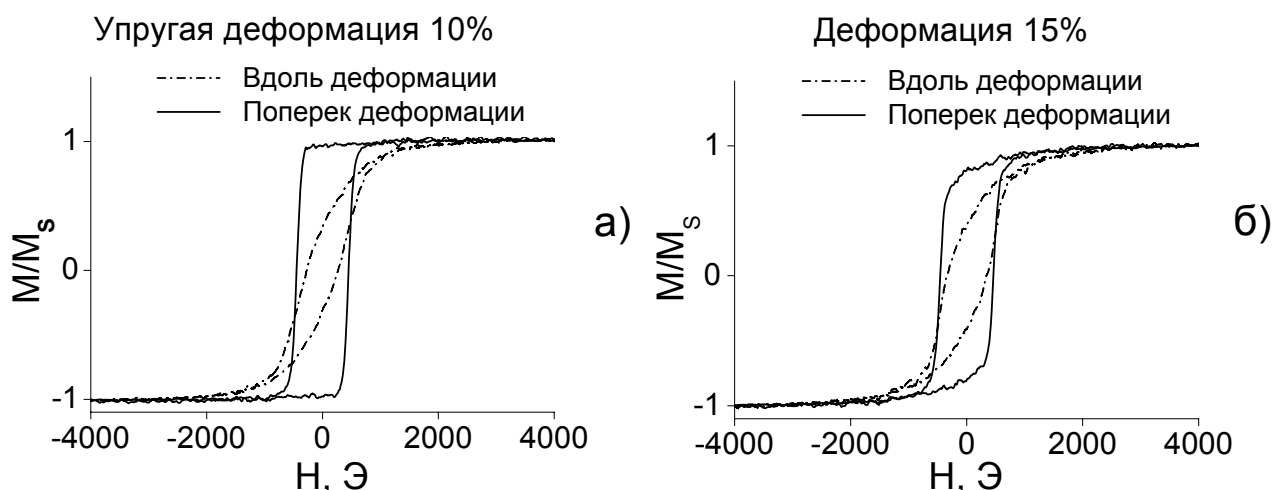 Упругая деформация 10%
Вдоль деформации
Поперек деформации
1
0
-1
M/Ms
-4000 -2000 0 2000 4000
Н, Э
а)
Деформация 15%
Вдоль деформации
Поперек деформации
1
0
-1
M/Ms
-4000 -2000 0 2000 4000
Н, Э
б)